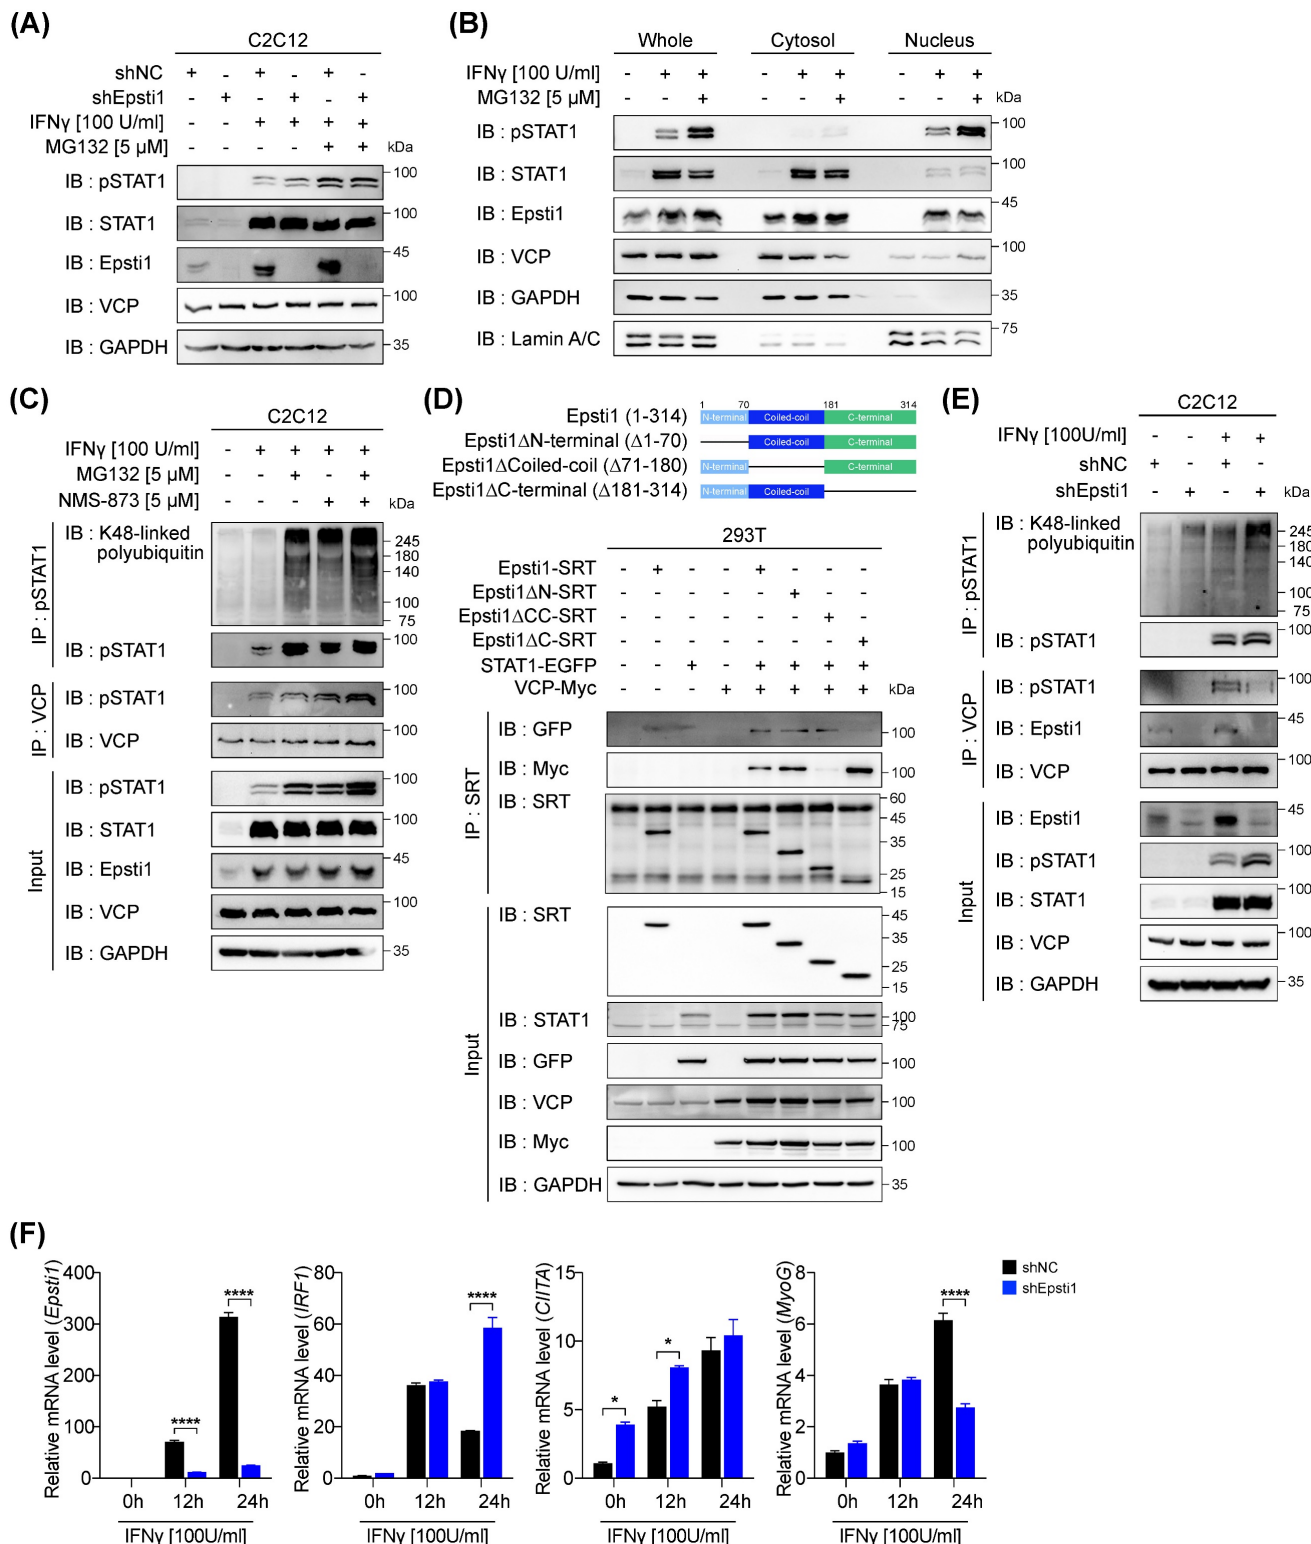 (A)
C2C12
shNC + - + - + -
shEpsti1 - + - + - +
IFNγ [100 U/ml] - - + + + +
MG132 [5 µM] - - - - + + kDa
IB : pSTAT1 100
IB : STAT1 100
IB : Epsti1 45
IB : VCP 100
IB : GAPDH 35
(B)
Whole Cytosol Nucleus
IFNγ [100 U/ml] - + + - + + - + +
MG132 [5 µM] - - + - - + - - + kDa
IB : pSTAT1 100
IB : STAT1 100
IB : Epsti1 45
IB : VCP 100
IB : GAPDH 35
IB : Lamin A/C 75
(C)
C2C12
IFNγ [100 U/ml] - + + + +
MG132 [5 µM] - - + - +
NMS-873 [5 µM] - - - + + kDa
IP : pSTAT1
IB : K48-linked
polyubiquitin
245
180
140
100
75
IB : pSTAT1 100
IP : VCP
IB : pSTAT1 100
IB : VCP 100
Input
IB : pSTAT1 100
IB : STAT1 100
IB : Epsti1 45
IB : VCP 100
IB : GAPDH 35
(D)
1 70 181 314
Epsti1 (1-314) N-terminal Coiled-coil C-terminal
Epsti1ΔN-terminal (Δ1-70) Coiled-coil C-terminal
Epsti1ΔCoiled-coil (Δ71-180) N-terminal C-terminal
Epsti1ΔC-terminal (Δ181-314) N-terminal Coiled-coil
293T
Epsti1-SRT - + - - + - - -
Epsti1ΔN-SRT - - - - - + - -
Epsti1ΔCC-SRT - - - - - - + -
Epsti1ΔC-SRT - - - - - - - +
STAT1-EGFP - - + - + + + +
VCP-Myc - - - + + + + + kDa
IP : SRT
IB : GFP 100
IB : Myc 100
IB : SRT
60
45
35
25
15
Input
IB : SRT
45
35
25
15
IB : STAT1 100
75
IB : GFP 100
IB : VCP 100
IB : Myc 100
IB : GAPDH 35
(E)
C2C12
IFNγ [100U/ml] - - + +
shNC + - + -
shEpsti1 - + - + kDa
IP : pSTAT1
IB : K48-linked
polyubiquitin
245
180
140
100
75
IB : pSTAT1 100
IP : VCP
IB : pSTAT1 100
IB : Epsti1 45
IB : VCP 100
Input
IB : Epsti1 45
IB : pSTAT1 100
IB : STAT1 100
IB : VCP 100
IB : GAPDH 35
(F)
Relative mRNA level (Epsti1)
400
300
200
100
0
**** ****
0h 12h 24h
IFNγ [100U/ml]
Relative mRNA level (IRF1)
80
60
40
20
0
****
0h 12h 24h
IFNγ [100U/ml]
Relative mRNA level (CIITA)
15
10
5
0
* *
0h 12h 24h
IFNγ [100U/ml]
Relative mRNA level (MyoG)
8
6
4
2
0
****
0h 12h 24h
IFNγ [100U/ml]
shNC
shEpsti1